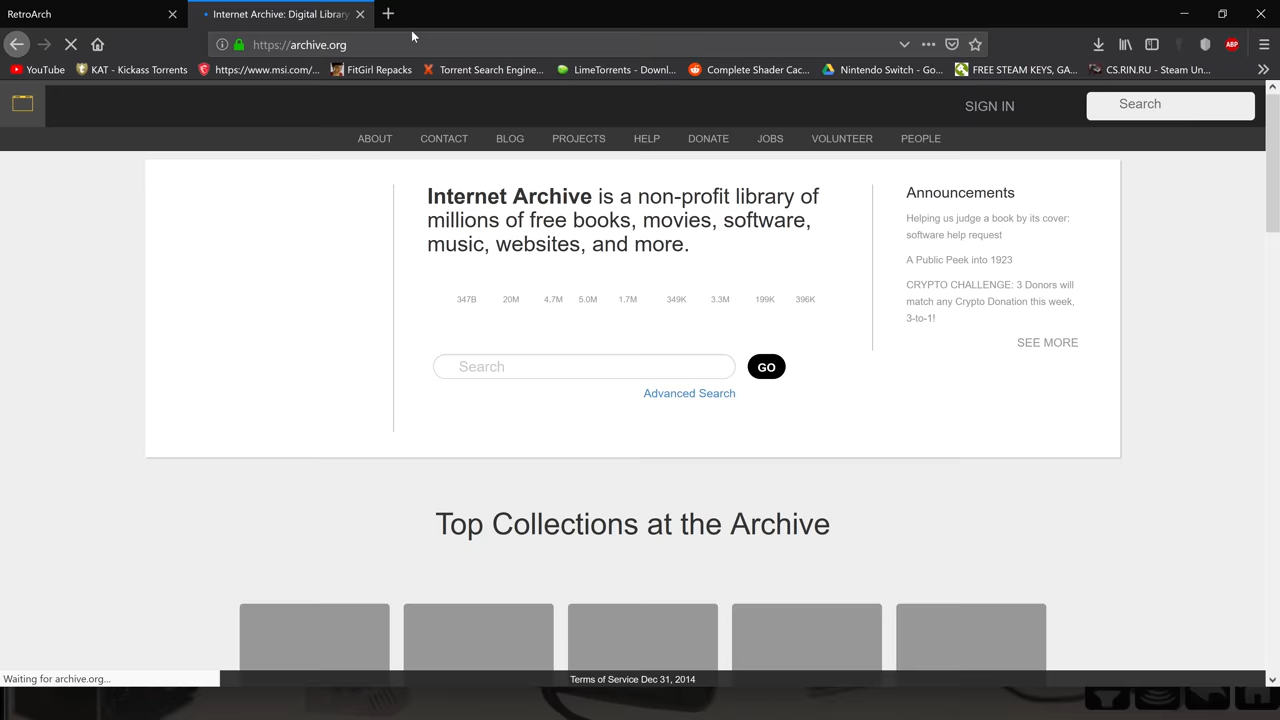 RetroArch
Internet Archive: Digital Library
https://archive.org
YouTube
KAT - Kickass Torrents
https://www.msi.com/...
FitGirl Repacks
Torrent Search Engine...
LimeTorrents - Downl...
Complete Shader Cac...
Nintendo Switch - Go...
FREE STEAM KEYS, GA...
CS.RIN.RU - Steam Un...
ABP
SIGN IN
Search
ABOUT
CONTACT
BLOG
PROJECTS
HELP
DONATE
JOBS
VOLUNTEER
PEOPLE
Internet Archive is a non-profit library of
millions of free books, movies, software,
music, websites, and more.
347B
20M
4.7M
5.0M
1.7M
349K
3.3M
199K
396K
Search
GO
Advanced Search
Announcements
Helping us judge a book by its cover:
software help request
A Public Peek into 1923
CRYPTO CHALLENGE: 3 Donors will
match any Crypto Donation this week,
3-to-1!
SEE MORE
Top Collections at the Archive
Waiting for archive.org...
Terms of Service Dec 31, 2014